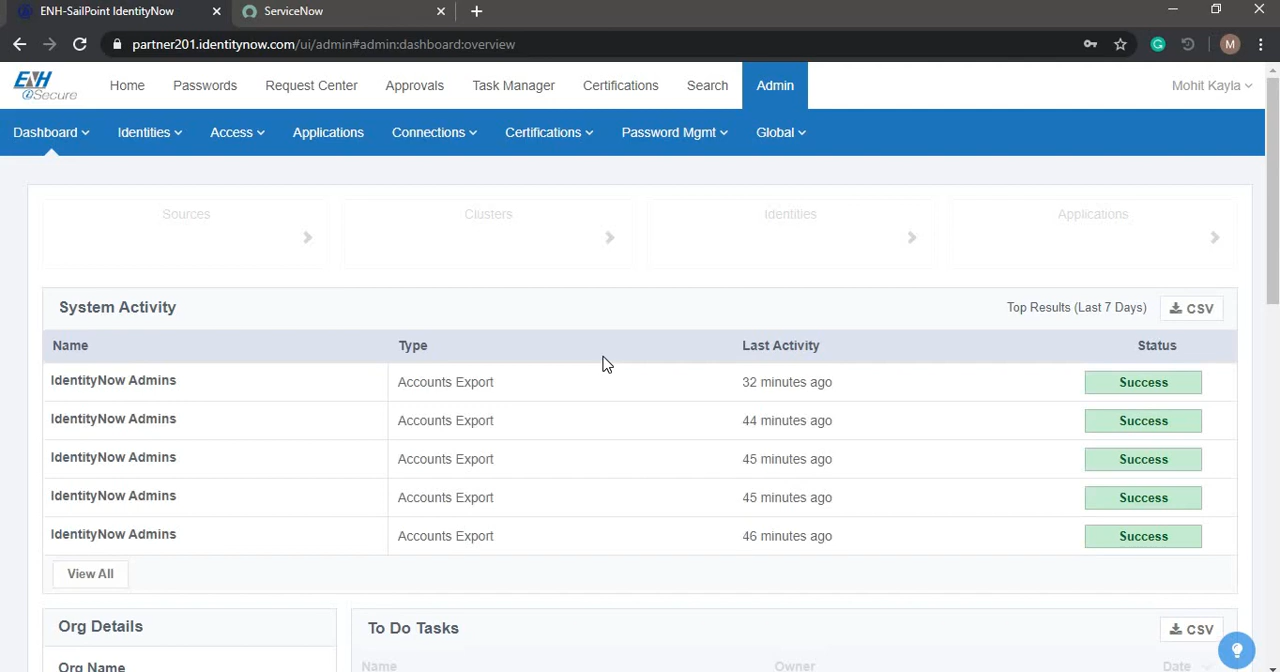 ENH-SailPoint IdentityNow
ServiceNow
partner201.identitynow.com/ui/admin#admin:dashboard:overview
M
ENH
iSecure
Home Passwords Request Center Approvals Task Manager Certifications Search Admin Mohit Kayla
Dashboard Identities Access Applications Connections Certifications Password Mgmt Global
Sources Clusters Identities Applications
System Activity Top Results (Last 7 Days) CSV
Name Type Last Activity Status
IdentityNow Admins Accounts Export 32 minutes ago Success
IdentityNow Admins Accounts Export 44 minutes ago Success
IdentityNow Admins Accounts Export 45 minutes ago Success
IdentityNow Admins Accounts Export 45 minutes ago Success
IdentityNow Admins Accounts Export 46 minutes ago Success
View All
Org Details To Do Tasks CSV
Org Name Name Owner Date